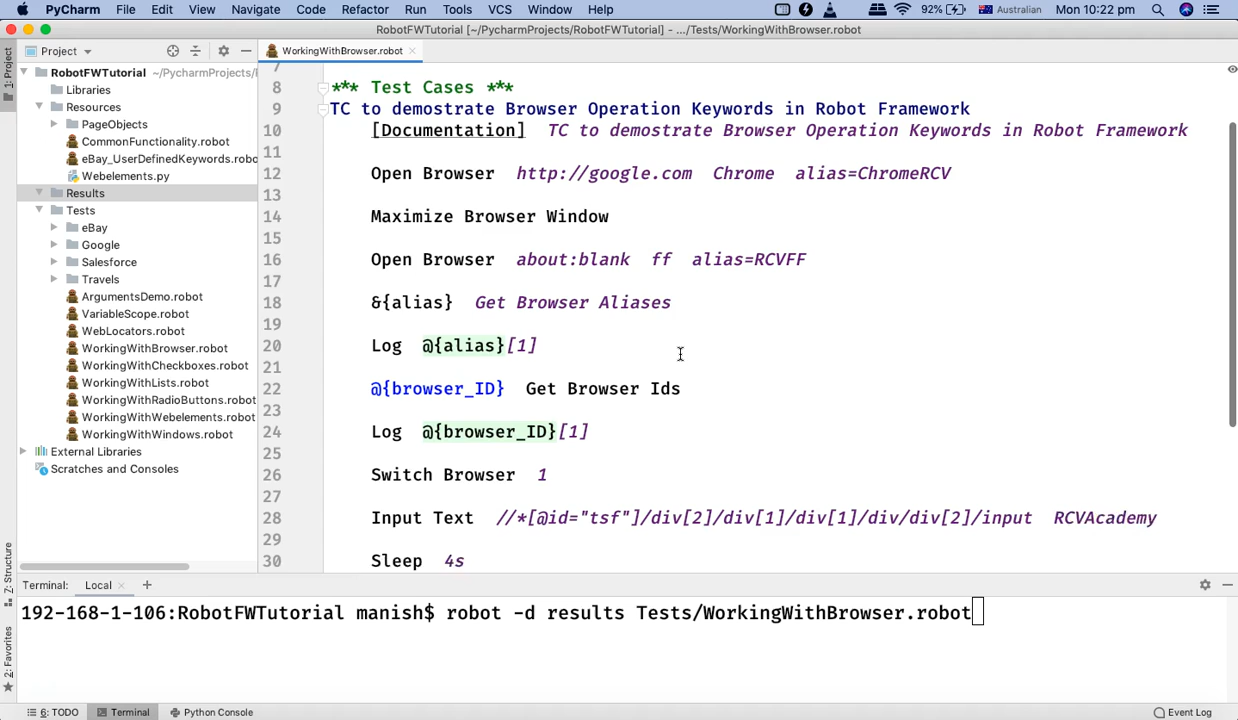 PyCharm File Edit View Navigate Code Refactor Run Tools VCS Window Help 92% Australian Mon 10:22 pm
RobotFWTutorial [~/PycharmProjects/RobotFWTutorial] - .../Tests/WorkingWithBrowser.robot
1: Project
Project
WorkingWithBrowser.robot
RobotFWTutorial ~/PycharmProjects/
Libraries
Resources
PageObjects
CommonFunctionality.robot
eBay_UserDefinedKeywords.robo
Webelements.py
Results
Tests
eBay
Google
Salesforce
Travels
ArgumentsDemo.robot
VariableScope.robot
WebLocators.robot
WorkingWithBrowser.robot
WorkingWithCheckboxes.robot
WorkingWithLists.robot
WorkingWithRadioButtons.robot
WorkingWithWebelements.robot
WorkingWithWindows.robot
External Libraries
Scratches and Consoles
7
8 *** Test Cases ***
9 TC to demostrate Browser Operation Keywords in Robot Framework
10 [Documentation] TC to demostrate Browser Operation Keywords in Robot Framework
11
12 Open Browser http://google.com Chrome alias=ChromeRCV
13
14 Maximize Browser Window
15
16 Open Browser about:blank ff alias=RCVFF
17
18 &{alias} Get Browser Aliases
19
20 Log @{alias}[1]
21
22 @{browser_ID} Get Browser Ids
23
24 Log @{browser_ID}[1]
25
26 Switch Browser 1
27
28 Input Text //*[@id="tsf"]/div[2]/div[1]/div[1]/div/div[2]/input RCVAcademy
29
30 Sleep 4s
Z: Structure
2: Favorites
Terminal: Local +
192-168-1-106:RobotFWTutorial manish$ robot -d results Tests/WorkingWithBrowser.robot
6: TODO Terminal Python Console Event Log